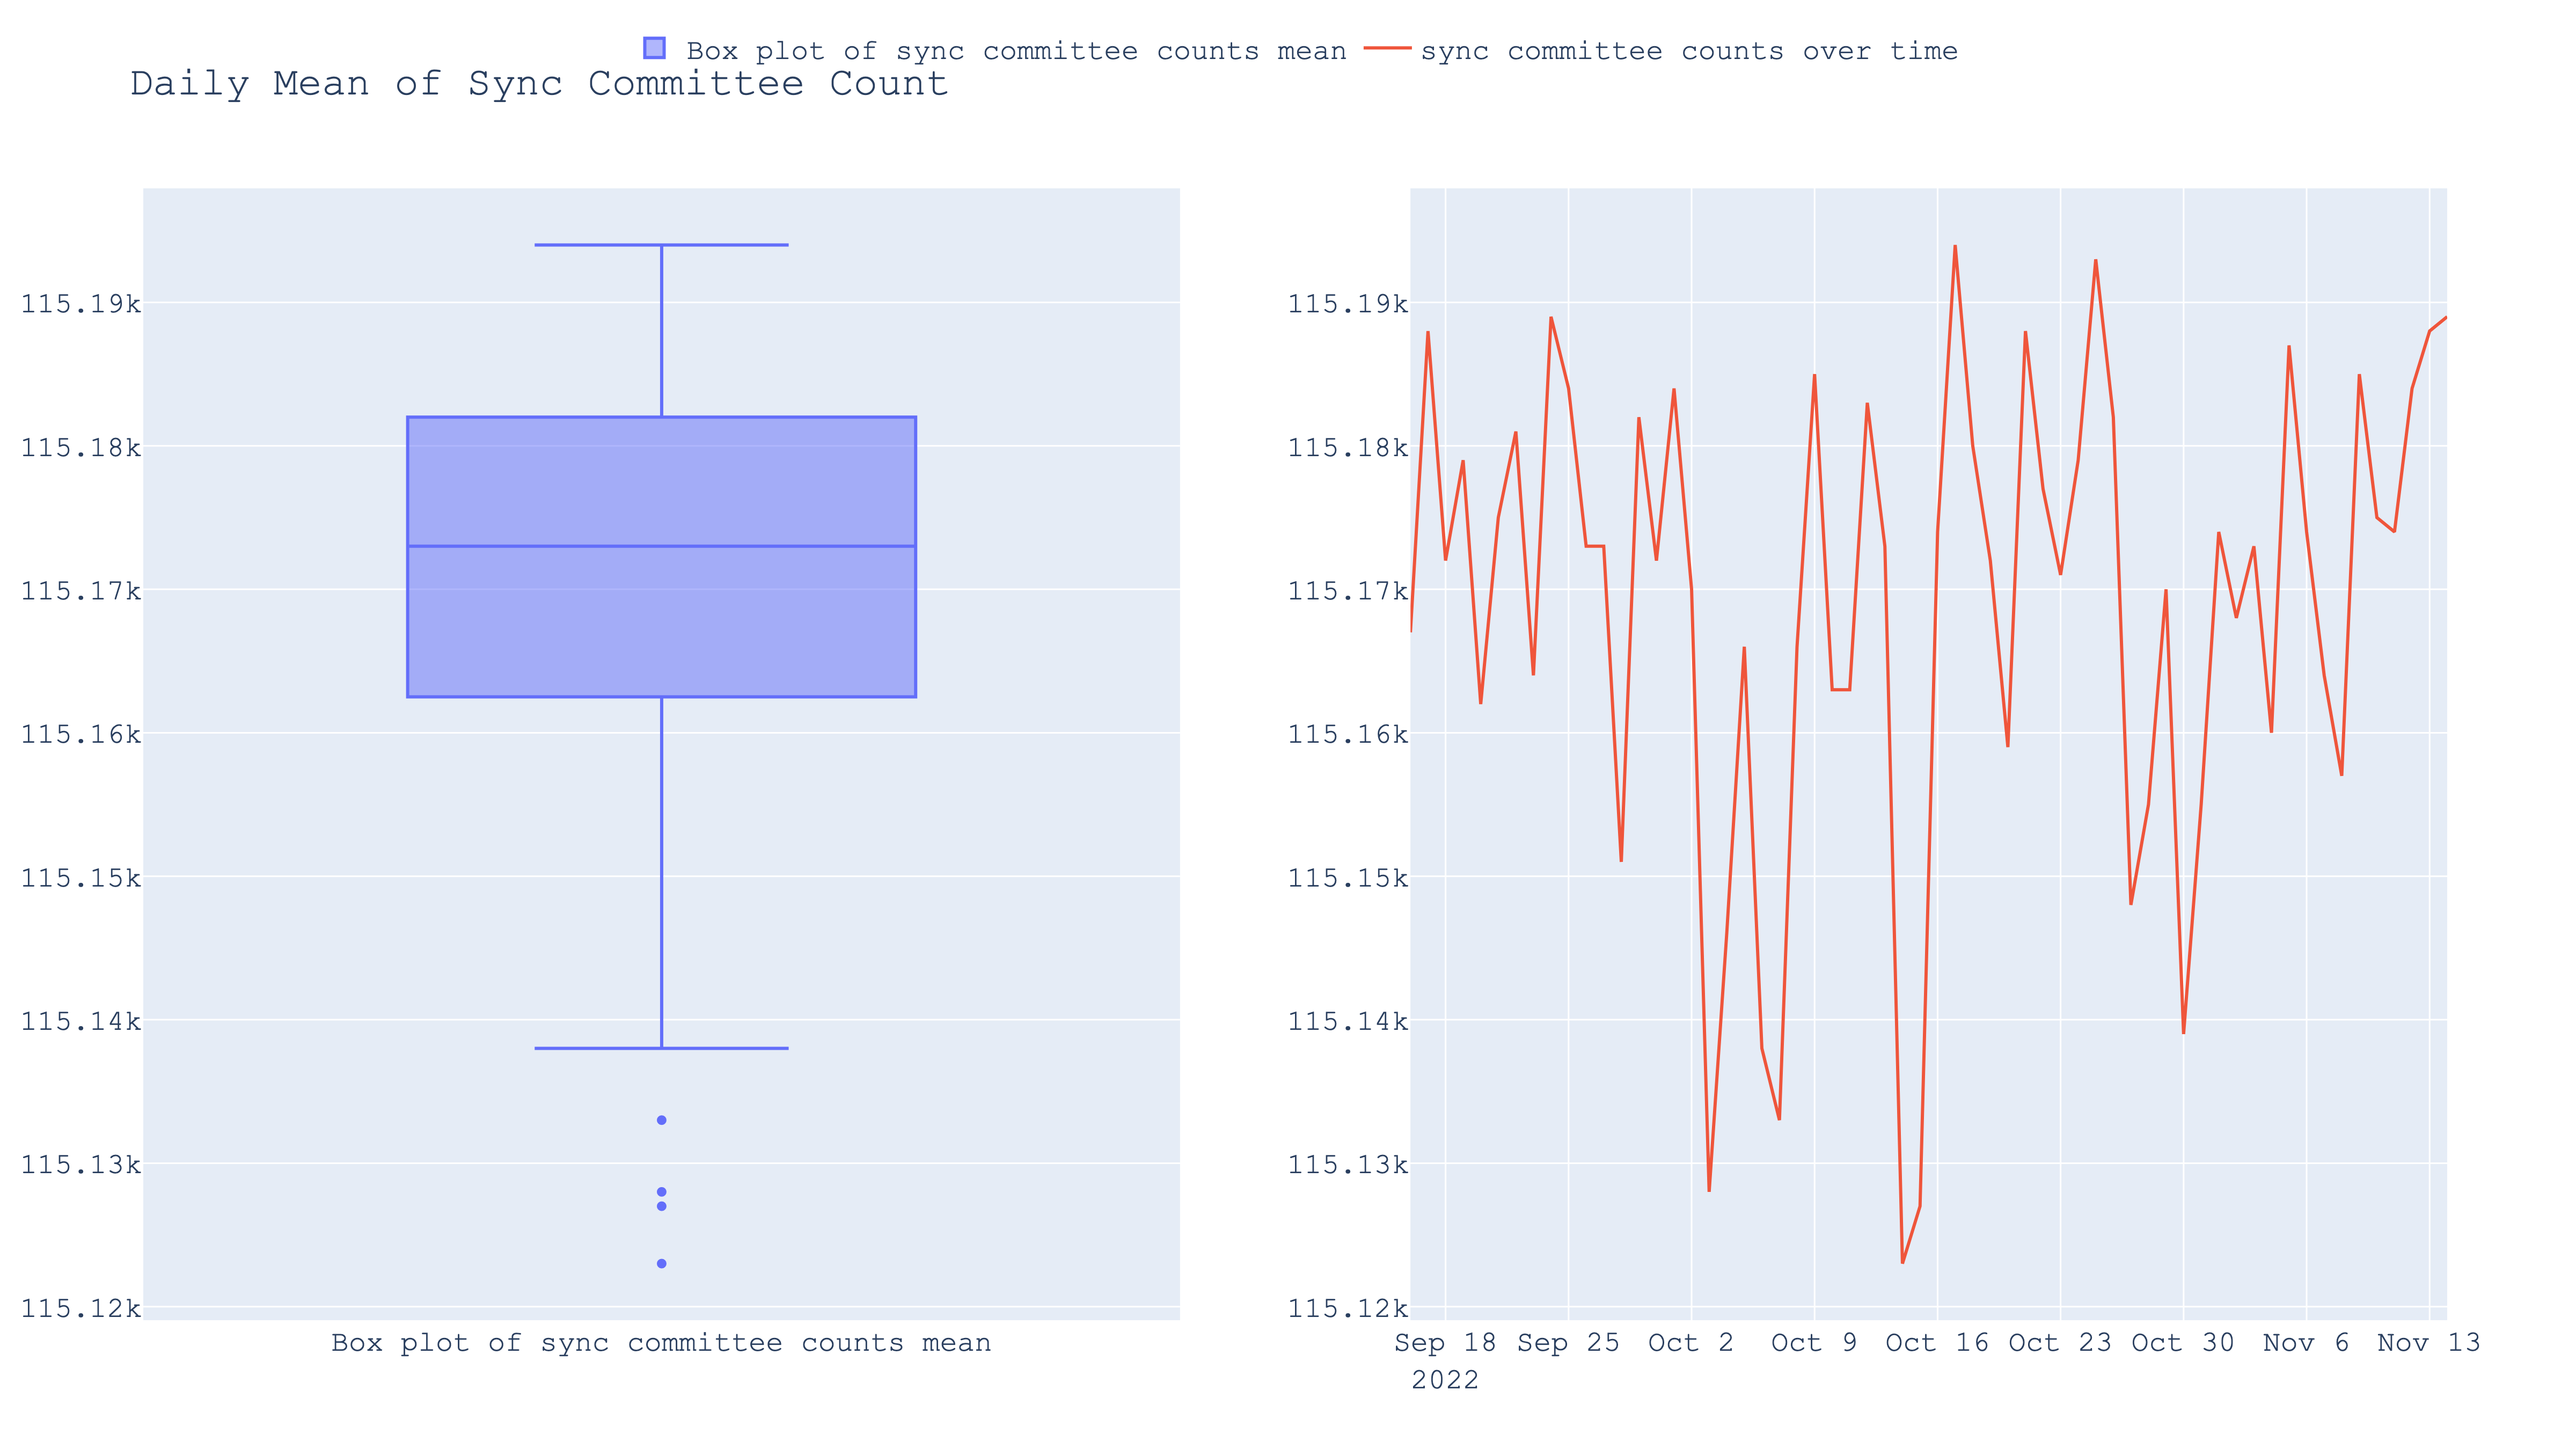 Box plot of sync committee counts mean
sync committee counts over time
Daily Mean of Sync Committee Count
115.19k
115.18k
115.17k
115.16k
115.15k
115.14k
115.13k
115.12k
Box plot of sync committee counts mean
115.19k
115.18k
115.17k
115.16k
115.15k
115.14k
115.13k
115.12k
Sep 18 Sep 25 Oct 2 Oct 9 Oct 16 Oct 23 Oct 30 Nov 6 Nov 13
2022